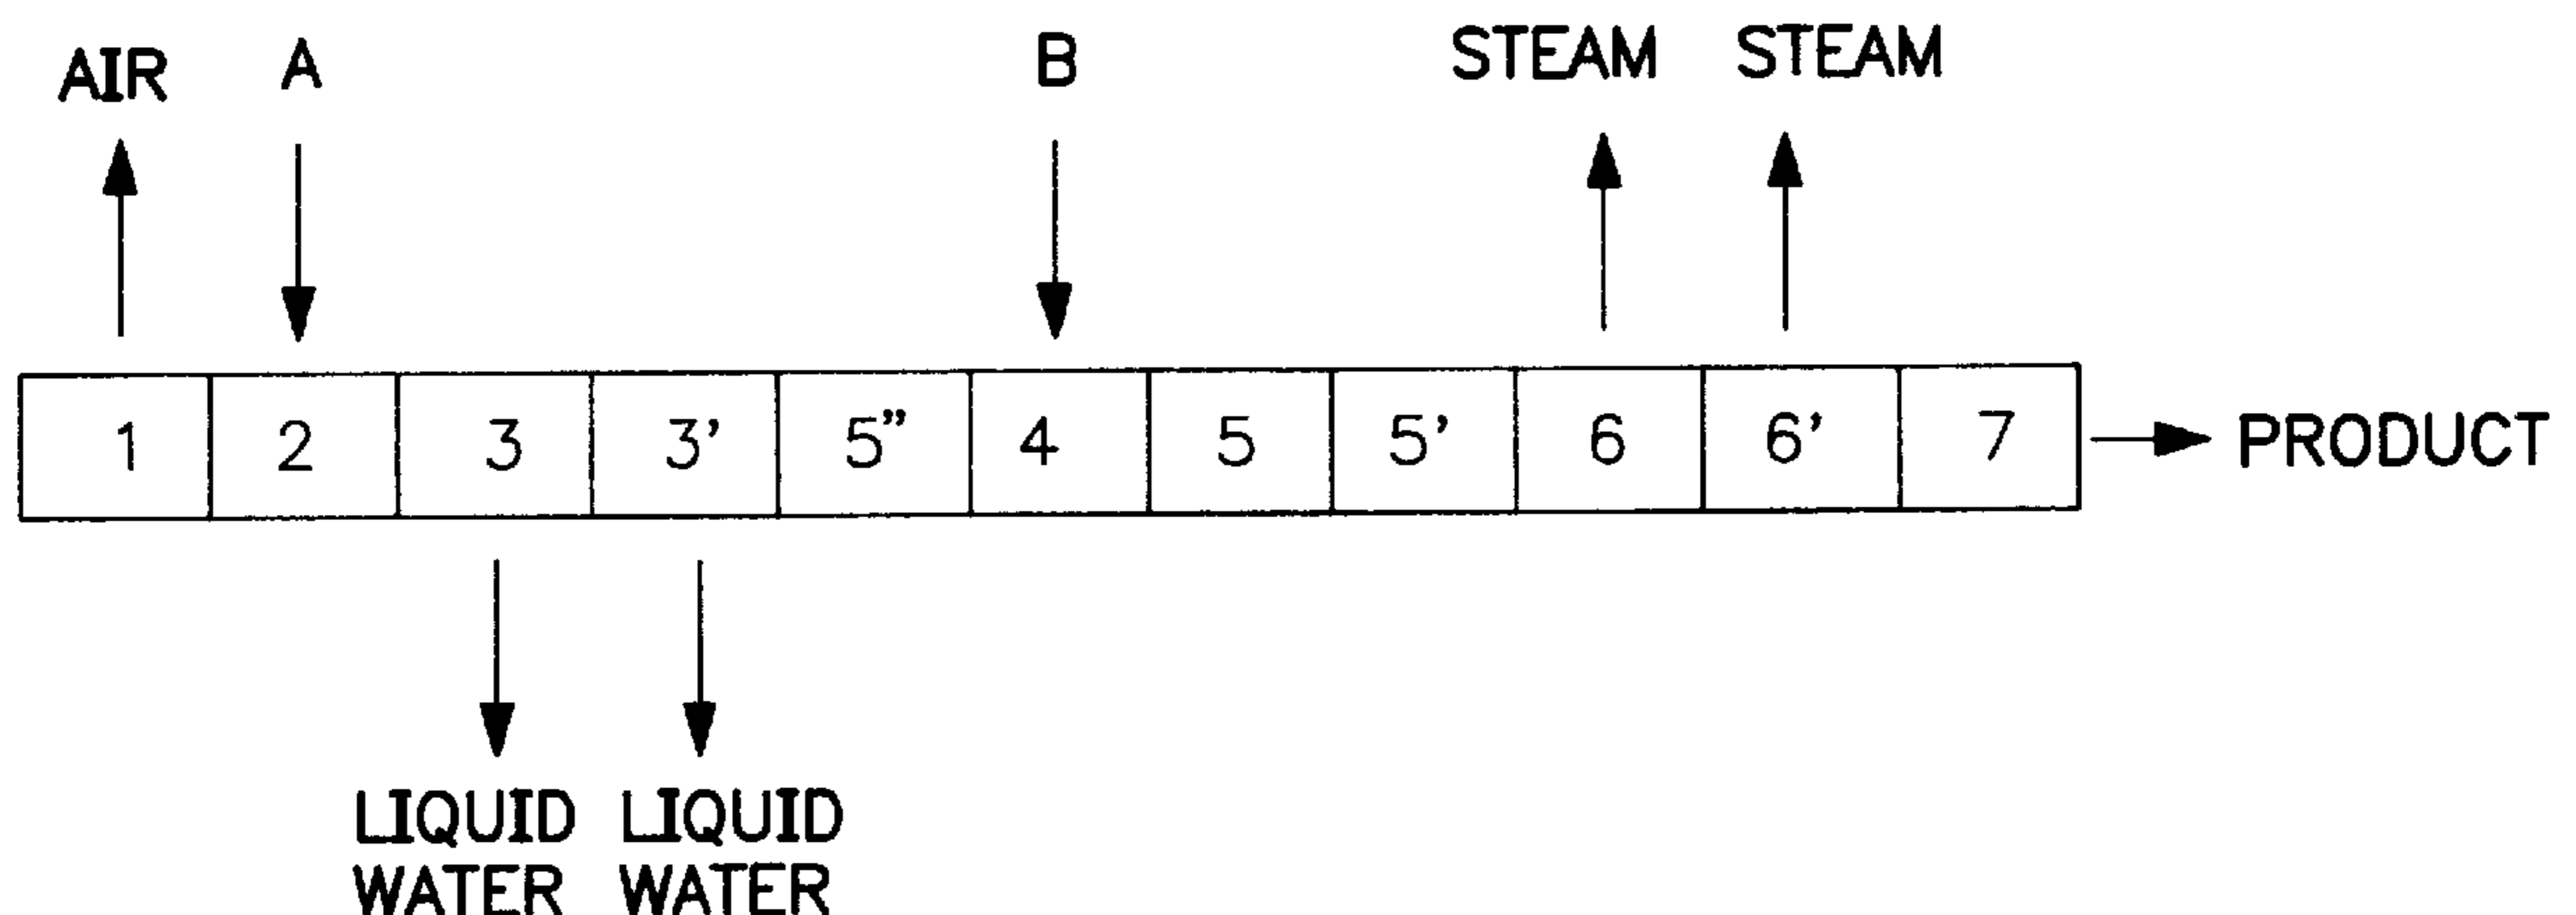 AIR A B STEAM STEAM
1 2 3 3' 5" 4 5 5' 6 6' 7 PRODUCT
LIQUID LIQUID
WATER WATER